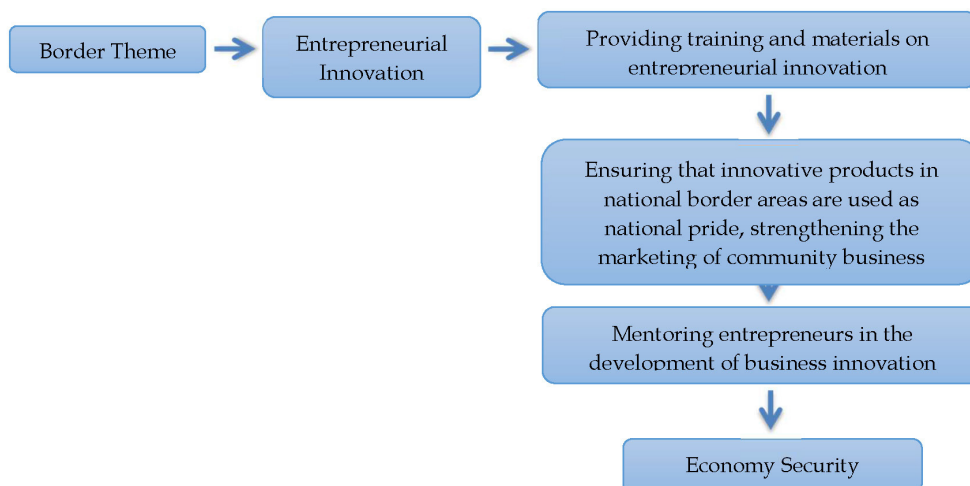 Border Theme
Entrepreneurial
Innovation
Providing training and materials on
entrepreneurial innovation
Ensuring that innovative products in
national border areas are used as
national pride, strengthening the
marketing of community business
Mentoring entrepreneurs in the
development of business innovation
Economy Security